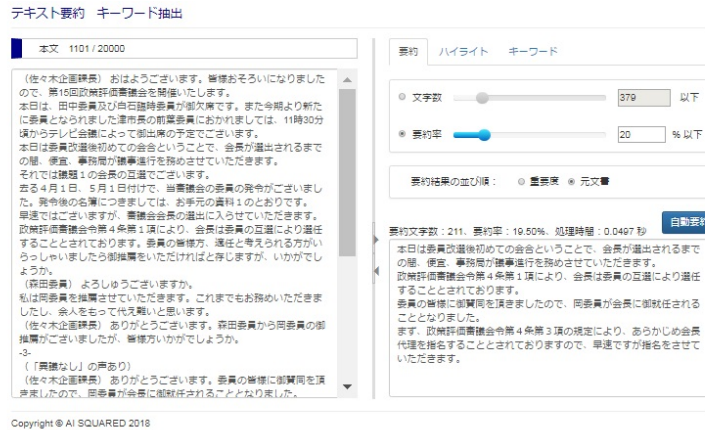 テキスト要約　キーワード抽出
本文　1101 / 20000
（佐々木企画課長） おはようございます。皆様おそろいになりました
ので、第15回政策評価審議会を開催いたします。
本日は、田中委員及び白石臨時委員が御欠席です。また今期より新た
に委員となられました津市長の前葉委員におかれましては、11時30分
頃からテレビ会議によって御出席の予定でございます。
本日は委員改選後初めての会合ということで、会長が選出されるまで
の間、便宜、事務局が議事進行を務めさせていただきます。
それでは議題１の会長の互選でございます。
去る４月１日、５月１日付けで、当審議会の委員の発令がございまし
た。発令後の名簿につきましては、お手元の資料１のとおりです。
早速ではございますが、審議会会長の選出に入らせていただきます。
政策評価審議会令第４条第１項により、会長は委員の互選により選任
することとされております。委員の皆様方、適任と考えられる方がい
らっしゃいましたら御推薦をいただければと存じますが、いかがでし
ょうか。
（森田委員） よろしゅうございますか。
私は岡委員を推薦させていただきます。これまでもお務めいただきま
したし、余人をもって代え難いと思います。
（佐々木企画課長） ありがとうございます。森田委員から岡委員の御
推薦がございましたが、皆様方いかがでしょうか。
-3-
（「異議なし」の声あり）
（佐々木企画課長） ありがとうございます。委員の皆様に御賛同を頂
きましたので、岡委員が会長に御就任されることとなりました。
要約　ハイライト　キーワード
文字数　379　以下
要約率　20　% 以下
要約結果の並び順：　重要度　元文書
自動要約
要約文字数：211、要約率：19.50%、処理時間：0.0497 秒
本日は委員改選後初めての会合ということで、会長が選出されるまで
の間、便宜、事務局が議事進行を務めさせていただきます。
政策評価審議会令第４条第１項により、会長は委員の互選により選任
することとされております。
委員の皆様に御賛同を頂きましたので、岡委員が会長に御就任される
こととなりました。
まず、政策評価審議会令第４条第３項の規定により、あらかじめ会長
代理を指名することとされておりますので、早速ですが指名をさせて
いただきます。
Copyright © AI SQUARED 2018